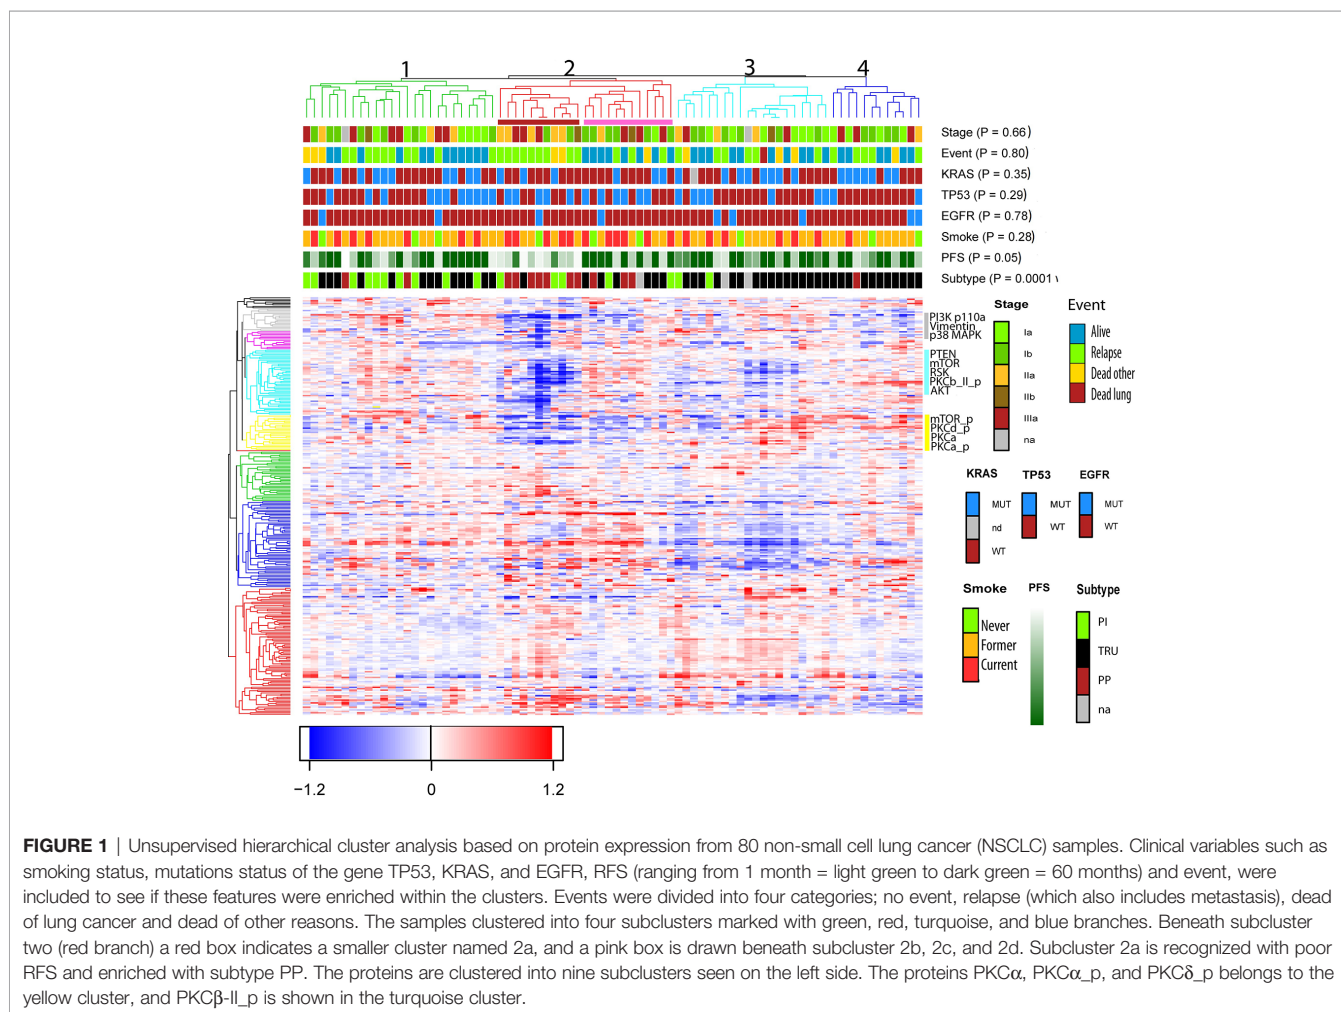 1 2 3 4
Stage (P = 0.66)
Event (P = 0.80)
KRAS (P = 0.35)
TP53 (P = 0.29)
EGFR (P = 0.78)
Smoke (P = 0.28)
PFS (P = 0.05)
Subtype (P = 0.0001
PI3K p110a
Vimentin
p38 MAPK
PTEN
mTOR
RSK
PKCb_II_p
AKT
mTOR_p
PKCd_p
PKCa
PKCa_p
Stage
Ia
Ib
IIa
IIb
IIIa
na
Event
Alive
Relapse
Dead other
Dead lung
KRAS
MUT
nd
WT
TP53
MUT
WT
EGFR
MUT
WT
Smoke
Never
Former
Current
PFS
Subtype
PI
TRU
PP
na
−1.2 0 1.2
FIGURE 1 | Unsupervised hierarchical cluster analysis based on protein expression from 80 non-small cell lung cancer (NSCLC) samples. Clinical variables such as
smoking status, mutations status of the gene TP53, KRAS, and EGFR, RFS (ranging from 1 month = light green to dark green = 60 months) and event, were
included to see if these features were enriched within the clusters. Events were divided into four categories; no event, relapse (which also includes metastasis), dead
of lung cancer and dead of other reasons. The samples clustered into four subclusters marked with green, red, turquoise, and blue branches. Beneath subcluster
two (red branch) a red box indicates a smaller cluster named 2a, and a pink box is drawn beneath subcluster 2b, 2c, and 2d. Subcluster 2a is recognized with poor
RFS and enriched with subtype PP. The proteins are clustered into nine subclusters seen on the left side. The proteins PKCα, PKCα_p, and PKCδ_p belongs to the
yellow cluster, and PKCβ-II_p is shown in the turquoise cluster.